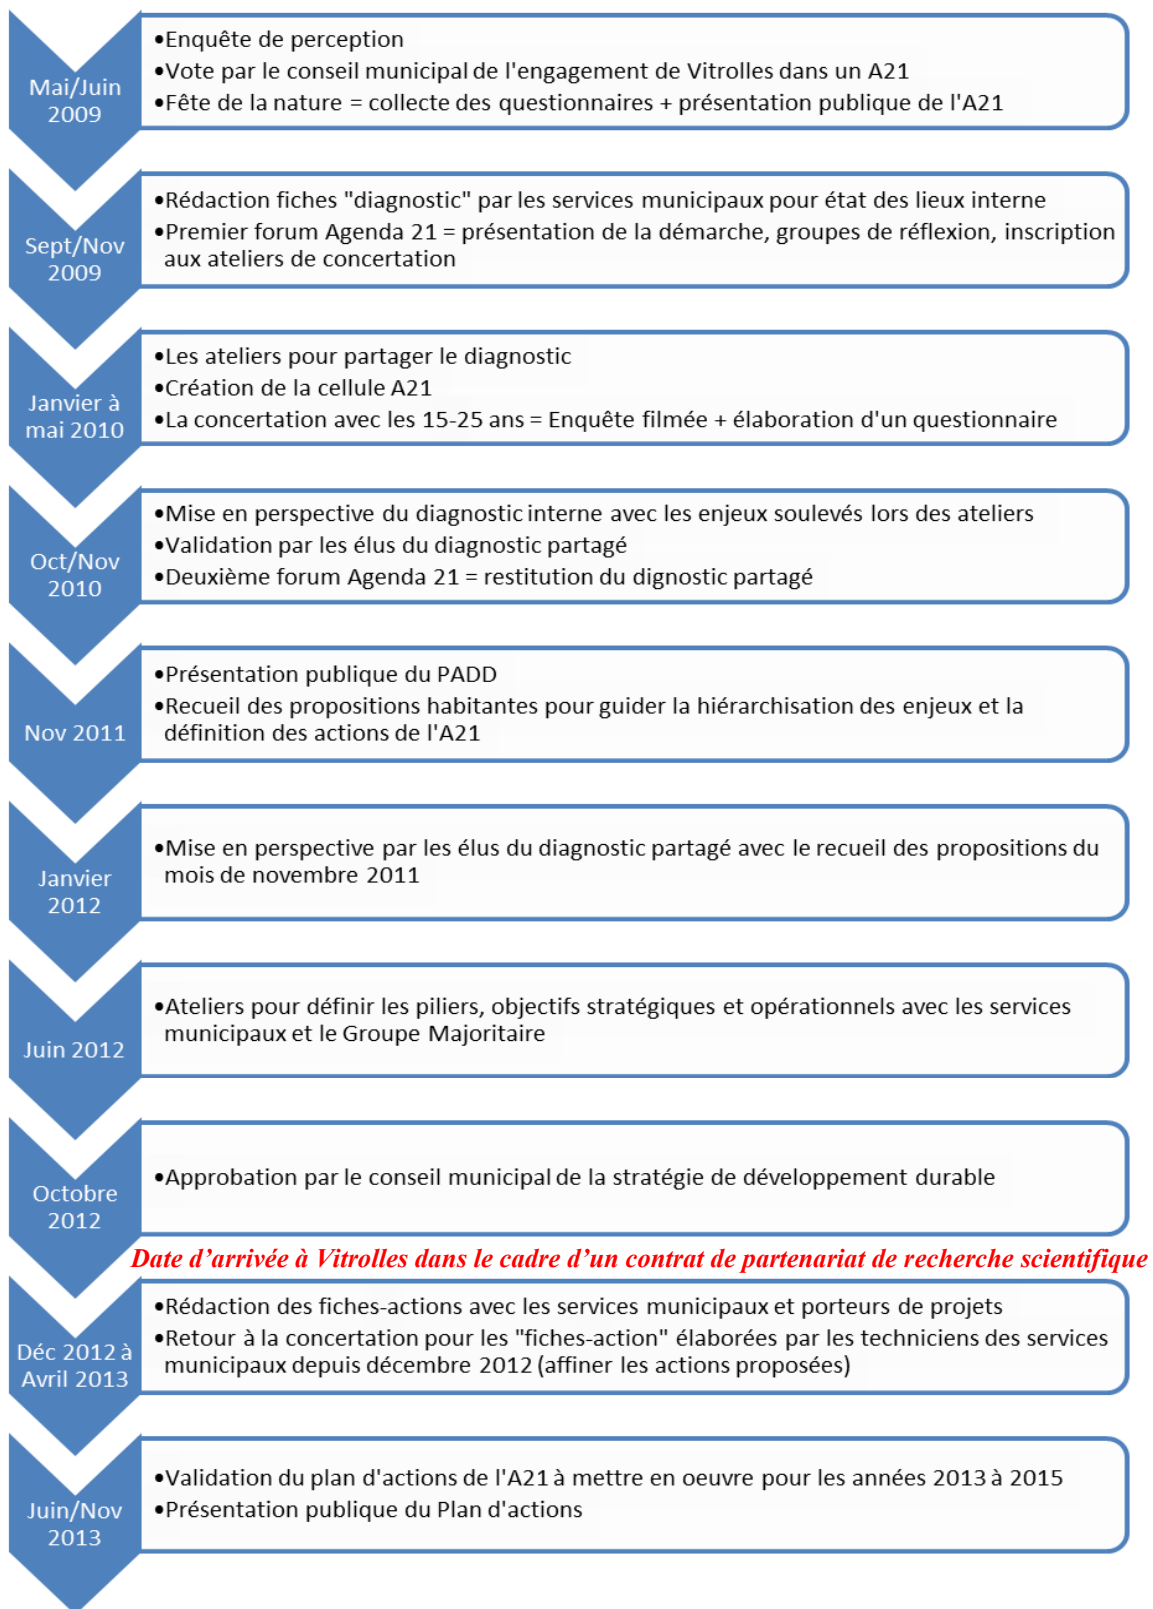 Mai/Juin
2009
•Enquête de perception
•Vote par le conseil municipal de l'engagement de Vitrolles dans un A21
•Fête de la nature = collecte des questionnaires + présentation publique de l'A21
Sept/Nov
2009
•Rédaction fiches "diagnostic" par les services municipaux pour état des lieux interne
•Premier forum Agenda 21 = présentation de la démarche, groupes de réflexion, inscription
aux ateliers de concertation
Janvier à
mai 2010
•Les ateliers pour partager le diagnostic
•Création de la cellule A21
•La concertation avec les 15-25 ans = Enquête filmée + élaboration d'un questionnaire
Oct/Nov
2010
•Mise en perspective du diagnostic interne avec les enjeux soulevés lors des ateliers
•Validation par les élus du diagnostic partagé
•Deuxième forum Agenda 21 = restitution du dignostic partagé
Nov 2011
•Présentation publique du PADD
•Recueil des propositions habitantes pour guider la hiérarchisation des enjeux et la
définition des actions de l'A21
Janvier
2012
•Mise en perspective par les élus du diagnostic partagé avec le recueil des propositions du
mois de novembre 2011
Juin 2012
•Ateliers pour définir les piliers, objectifs stratégiques et opérationnels avec les services
municipaux et le Groupe Majoritaire
Octobre
2012
•Approbation par le conseil municipal de la stratégie de développement durable
Date d’arrivée à Vitrolles dans le cadre d’un contrat de partenariat de recherche scientifique
Déc 2012 à
Avril 2013
•Rédaction des fiches-actions avec les services municipaux et porteurs de projets
•Retour à la concertation pour les "fiches-action" élaborées par les techniciens des services
municipaux depuis décembre 2012 (affiner les actions proposées)
Juin/Nov
2013
•Validation du plan d'actions de l'A21 à mettre en oeuvre pour les années 2013 à 2015
•Présentation publique du Plan d'actions